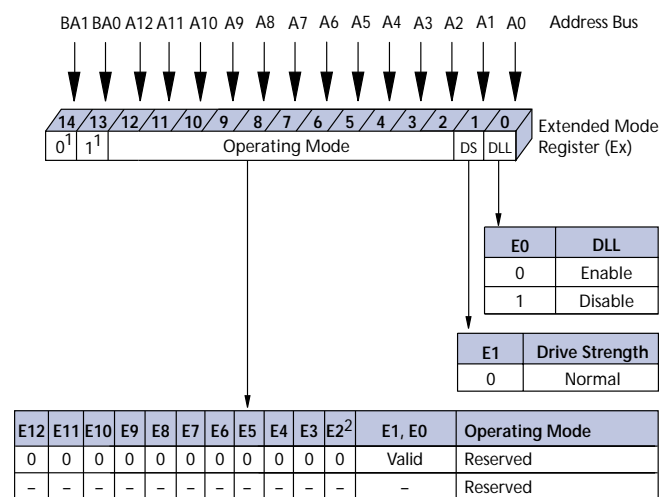 BA1 BA0 A12 A11 A10 A9 A8 A7 A6 A5 A4 A3 A2 A1 A0 Address Bus
14 13 12 11 10 9 8 7 6 5 4 3 2 1 0
Extended Mode
Register (Ex)
0¹ 1¹ Operating Mode DS DLL
E0 DLL
0 Enable
1 Disable
E1 Drive Strength
0 Normal
E12 E11 E10 E9 E8 E7 E6 E5 E4 E3 E2² E1, E0 Operating Mode
0 0 0 0 0 0 0 0 0 0 0 Valid Reserved
– – – – – – – – – – – – Reserved